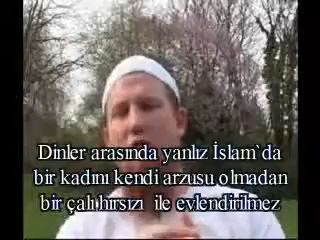 Dinler arasında yanlız İslam`da
bir kadını kendi arzusu olmadan
bir çalı hırsızı ile evlendirilmez